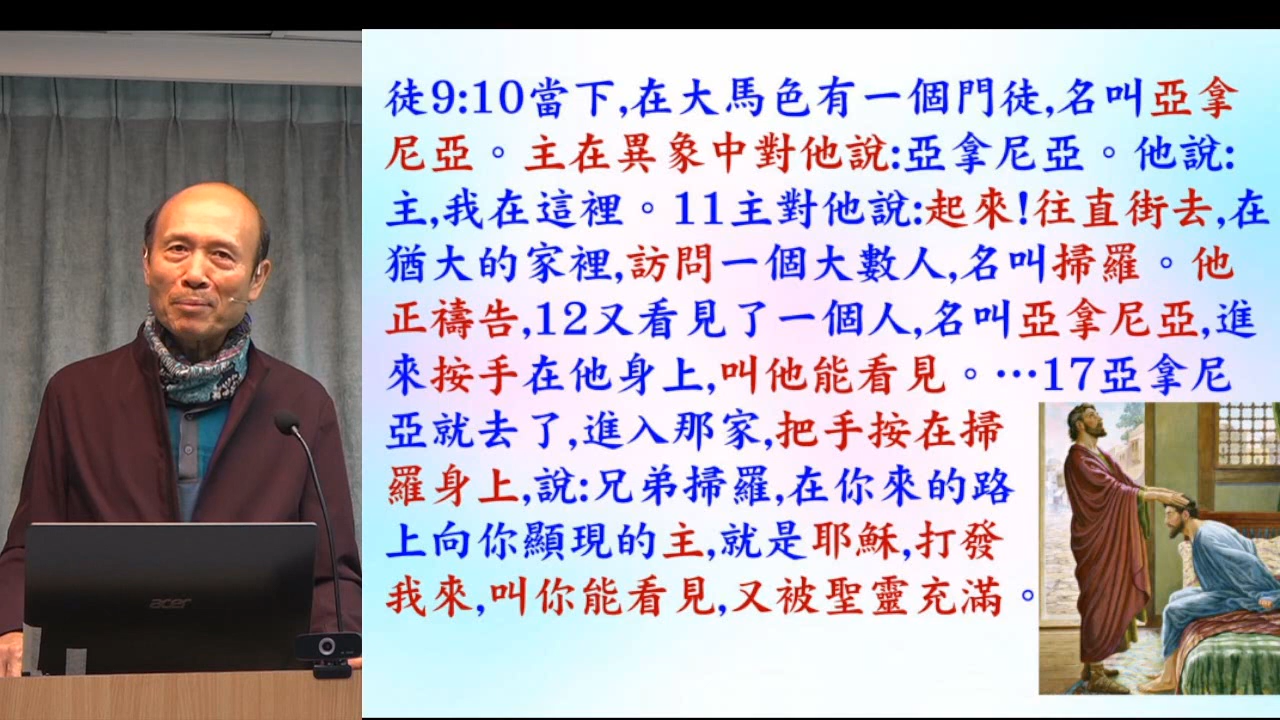 徒9:10當下,在大馬色有一個門徒,名叫亞拿
尼亞。主在異象中對他說:亞拿尼亞。他說:
主,我在這裡。11主對他說:起來!往直街去,在
猶大的家裡,訪問一個大數人,名叫掃羅。他
正禱告,12又看見了一個人,名叫亞拿尼亞,進
來按手在他身上,叫他能看見。…17亞拿尼
亞就去了,進入那家,把手按在掃
羅身上,說:兄弟掃羅,在你來的路
上向你顯現的主,就是耶穌,打發
我來,叫你能看見,又被聖靈充滿。
acer